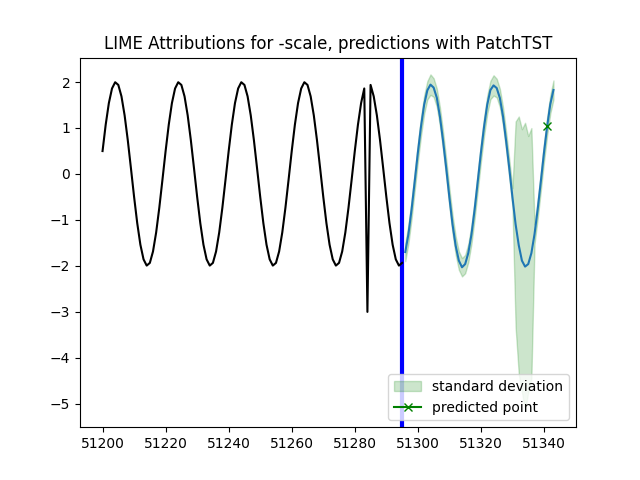 LIME Attributions for -scale, predictions with PatchTST
2
1
0
−1
−2
−3
−4
−5
standard deviation
predicted point
51200 51220 51240 51260 51280 51300 51320 51340